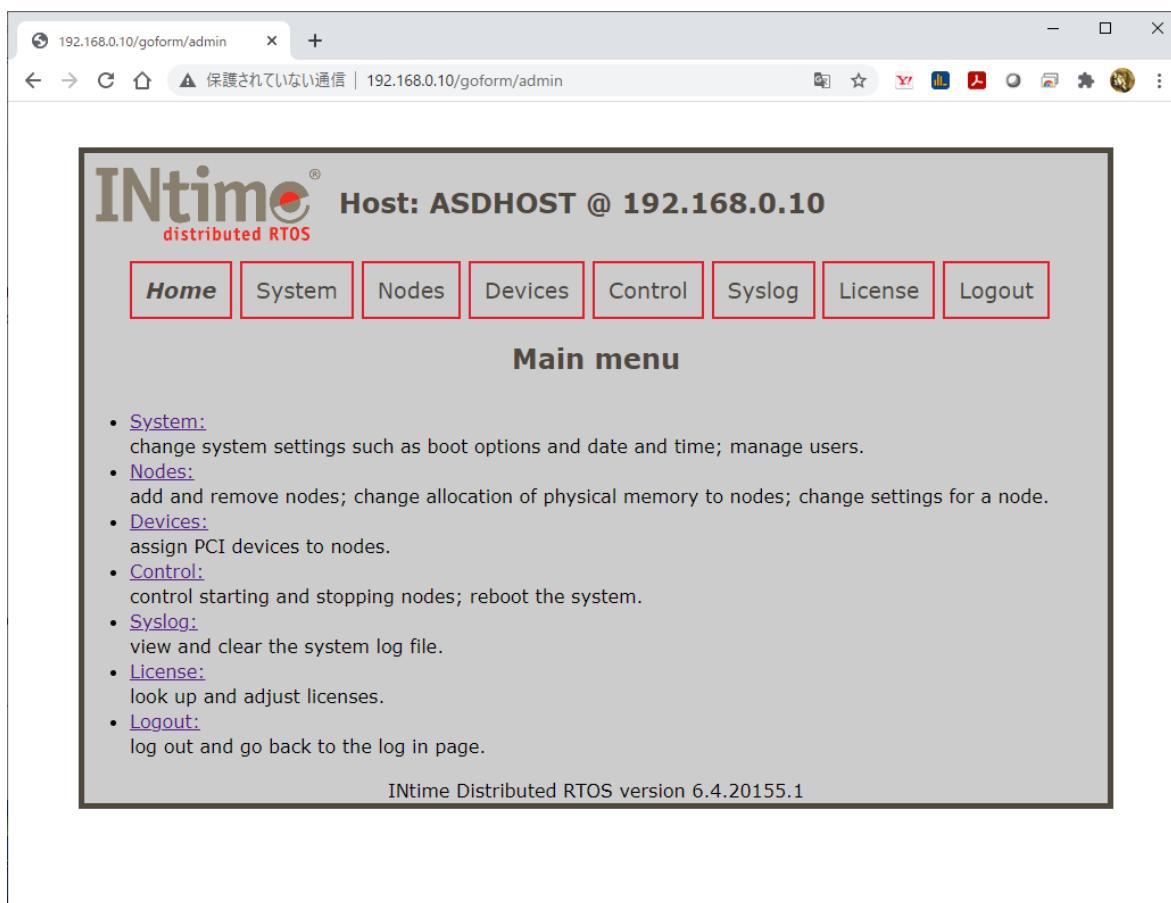 192.168.0.10/goform/admin
保護されていない通信 | 192.168.0.10/goform/admin
INtime®
distributed RTOS
Host: ASDHOST @ 192.168.0.10
Home System Nodes Devices Control Syslog License Logout
Main menu
• System:
change system settings such as boot options and date and time; manage users.
• Nodes:
add and remove nodes; change allocation of physical memory to nodes; change settings for a node.
• Devices:
assign PCI devices to nodes.
• Control:
control starting and stopping nodes; reboot the system.
• Syslog:
view and clear the system log file.
• License:
look up and adjust licenses.
• Logout:
log out and go back to the log in page.
INtime Distributed RTOS version 6.4.20155.1